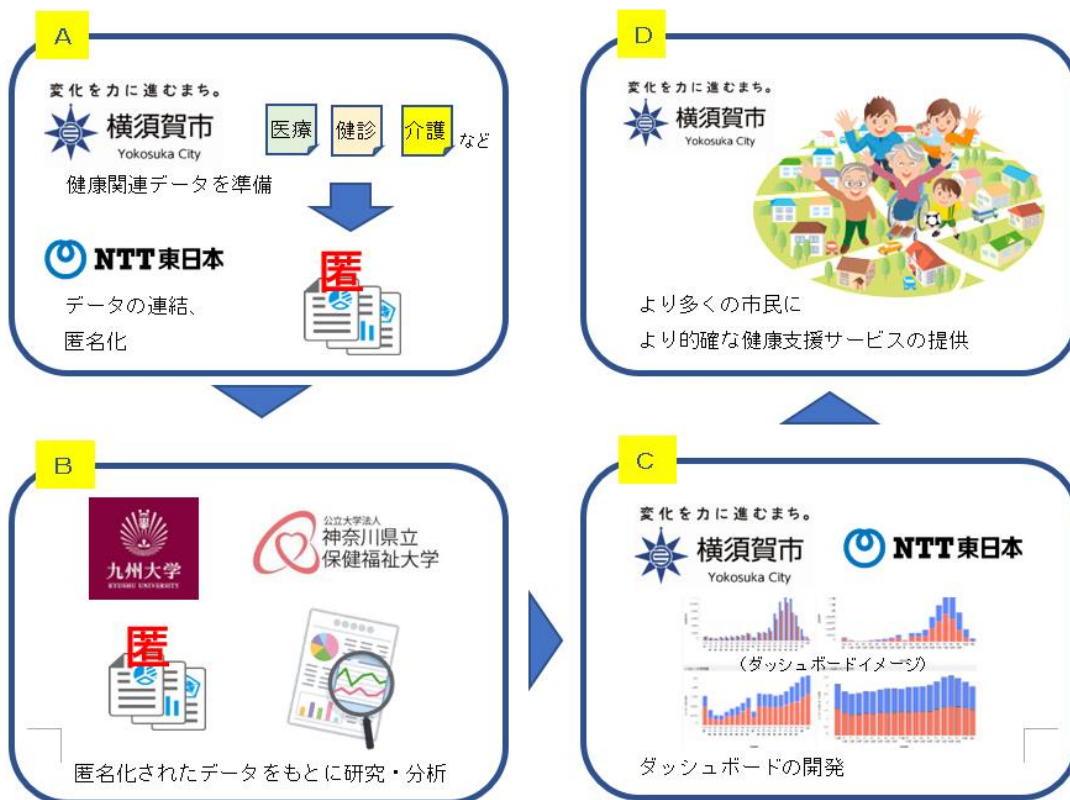 A
変化を力に進むまち。
横須賀市
Yokosuka City
医療 健診 介護 など
健康関連データを準備
NTT東日本
匿
データの連結、
匿名化
B
九州大学
KYUSHU UNIVERSITY
公立大学法人
神奈川県立
保健福祉大学
匿
匿名化されたデータをもとに研究・分析
C
変化を力に進むまち。
横須賀市
Yokosuka City
NTT東日本
（ダッシュボードイメージ）
ダッシュボードの開発
D
変化を力に進むまち。
横須賀市
Yokosuka City
より多くの市民に
より的確な健康支援サービスの提供